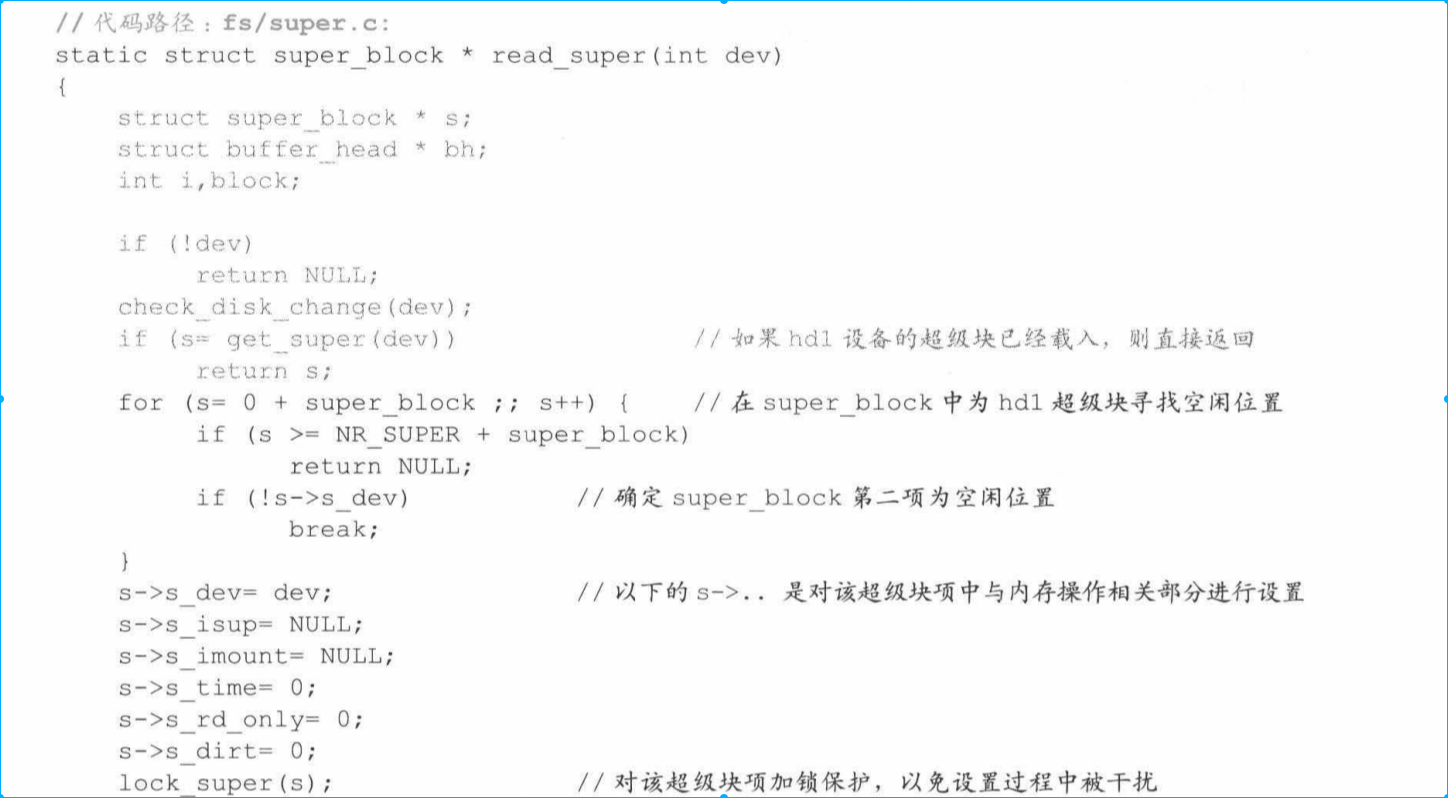 // 代码路径：fs/super.c:
static struct super_block * read_super(int dev)
{
    struct super_block * s;
    struct buffer_head * bh;
    int i,block;

    if (!dev)
         return NULL;
    check_disk_change(dev);
    if (s= get_super(dev))                // 如果 hd1 设备的超级块已经载入，则直接返回
         return s;
    for (s= 0 + super_block ;; s++) {    // 在 super_block 中为 hd1 超级块寻找空闲位置
         if (s >= NR_SUPER + super_block)
               return NULL;
         if (!s->s_dev)           // 确定 super_block 第二项为空闲位置
               break;
    }
    s->s_dev= dev;                // 以下的 s->.. 是对该超级块项中与内存操作相关部分进行设置
    s->s_isup= NULL;
    s->s_imount= NULL;
    s->s_time= 0;
    s->s_rd_only= 0;
    s->s_dirt= 0;
    lock_super(s);                // 对该超级块项加锁保护，以免设置过程中被干扰